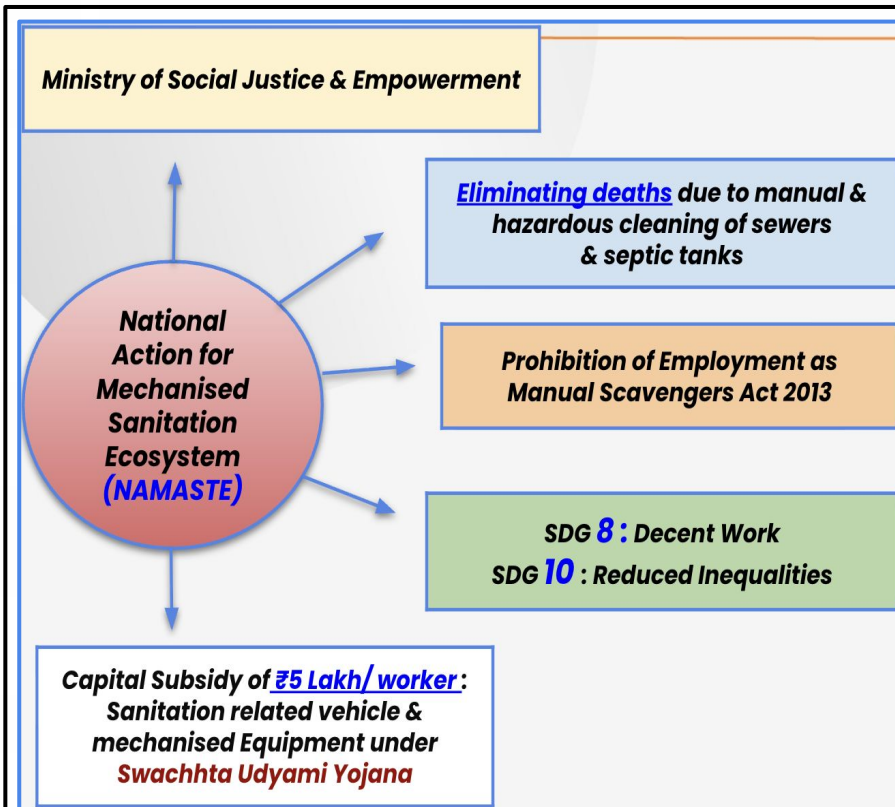 Ministry of Social Justice & Empowerment
Eliminating deaths due to manual &
hazardous cleaning of sewers
& septic tanks
National
Action for
Mechanised
Sanitation
Ecosystem
(NAMASTE)
Prohibition of Employment as
Manual Scavengers Act 2013
SDG 8 : Decent Work
SDG 10 : Reduced Inequalities
Capital Subsidy of ₹5 Lakh/ worker :
Sanitation related vehicle &
mechanised Equipment under
Swachhta Udyami Yojana